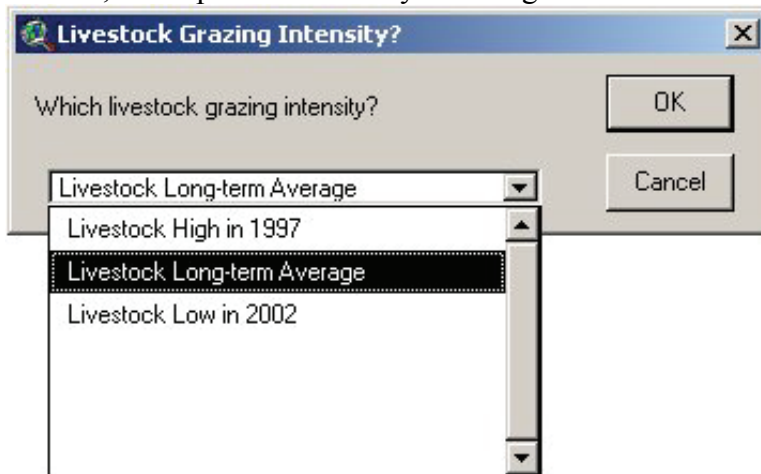 Livestock Grazing Intensity?
Which livestock grazing intensity?
OK
Cancel
Livestock Long-term Average
Livestock High in 1997
Livestock Long-term Average
Livestock Low in 2002